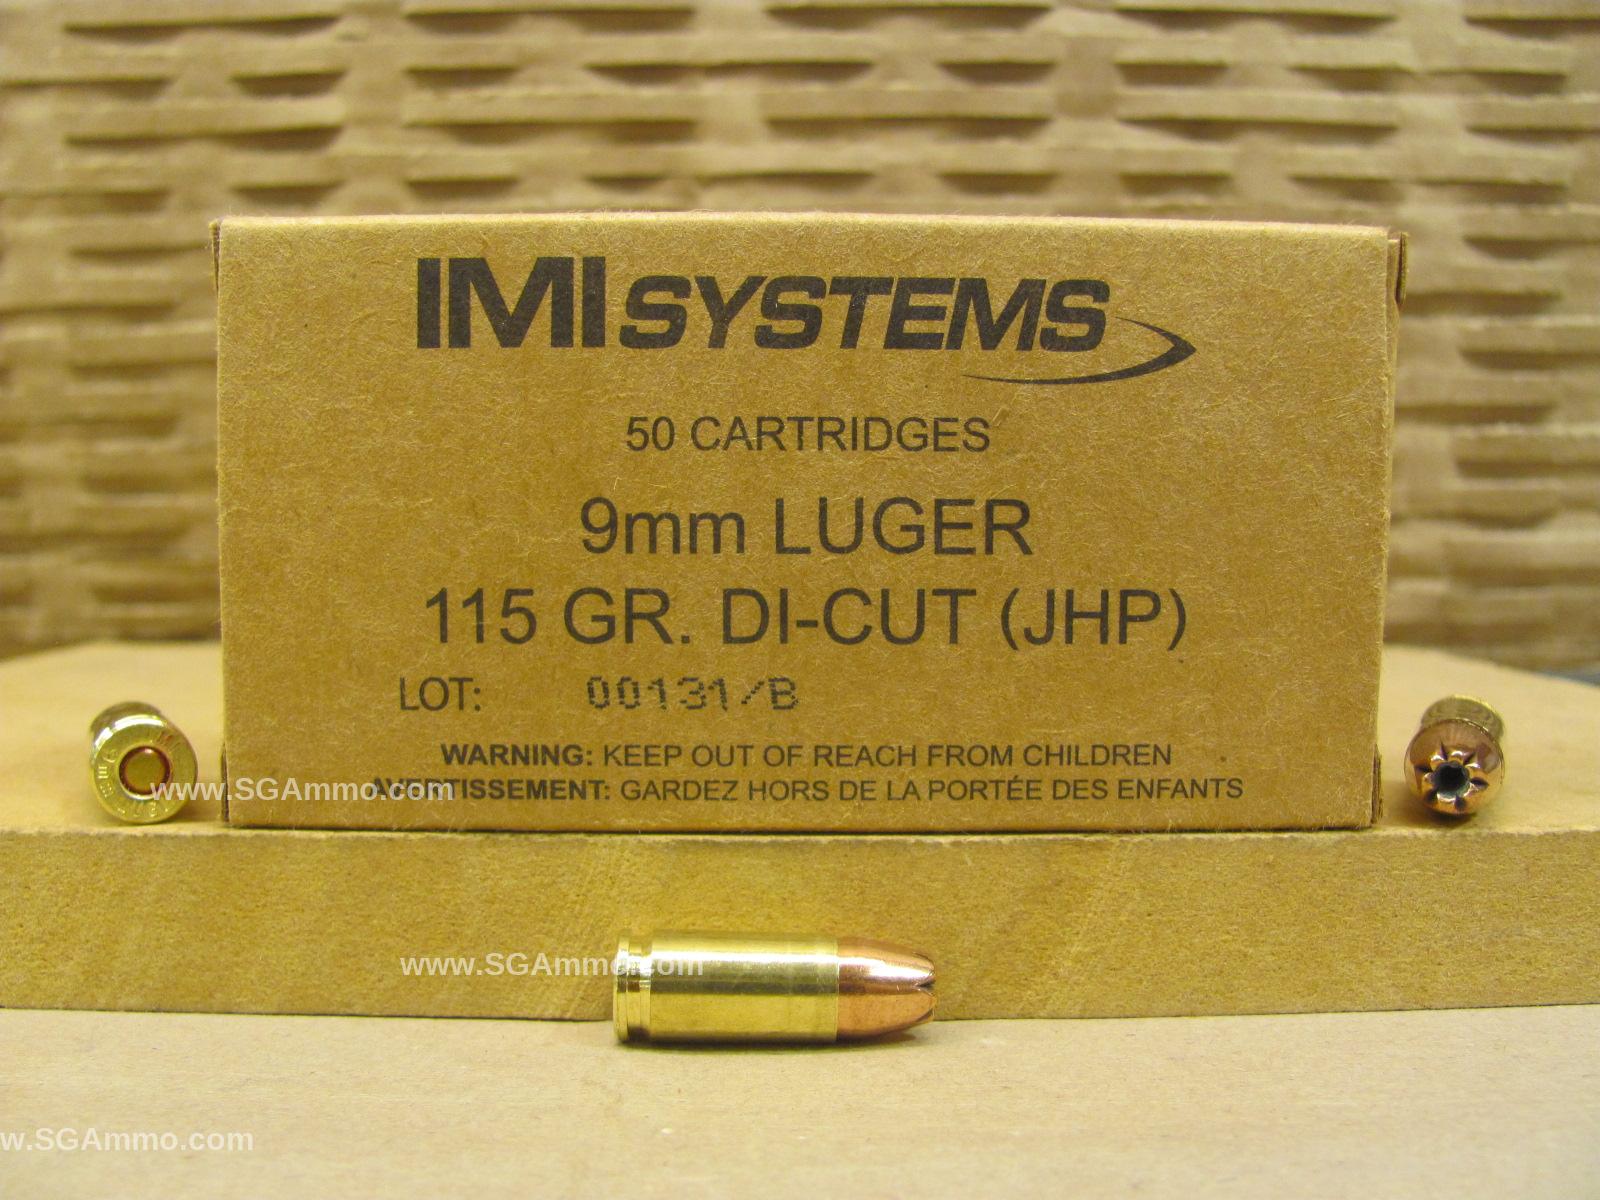 IMI SYSTEMS
50 CARTRIDGES
9mm LUGER
115 GR. DI-CUT (JHP)
LOT: 00131/B
WARNING: KEEP OUT OF REACH FROM CHILDREN
AVERTISSEMENT: GARDEZ HORS DE LA PORTÉE DES ENFANTS
www.SGAmmo.com
www.SGAmmo.com
w.SGAmmo.com